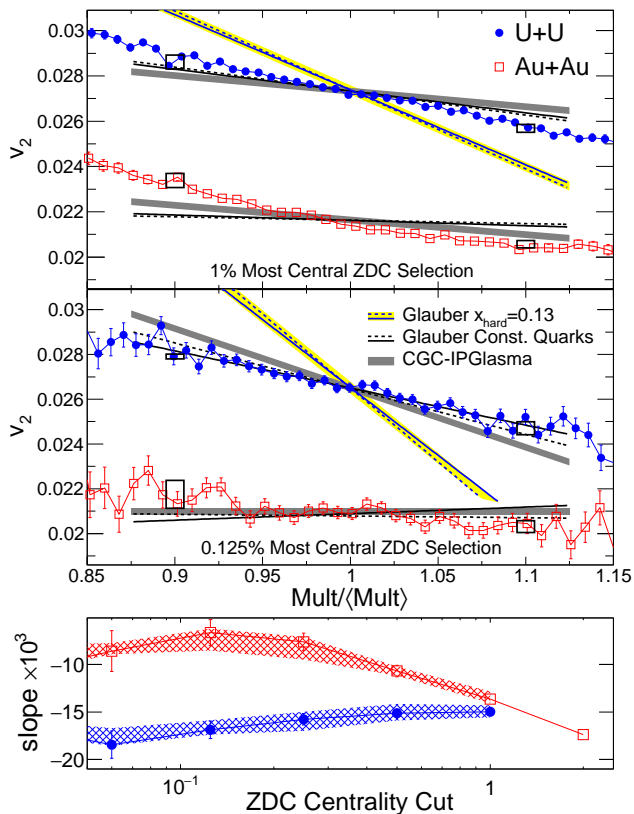 U+U
Au+Au
0.03
0.028
0.026
0.024
0.022
0.02
v2
1% Most Central ZDC Selection
0.03
0.028
0.026
0.024
0.022
0.02
v2
Glauber xhard=0.13
Glauber Const. Quarks
CGC-IPGlasma
0.125% Most Central ZDC Selection
0.85 0.9 0.95 1 1.05 1.1 1.15
Mult/⟨Mult⟩
−10
−15
−20
slope ×10³
10⁻¹ 1
ZDC Centrality Cut